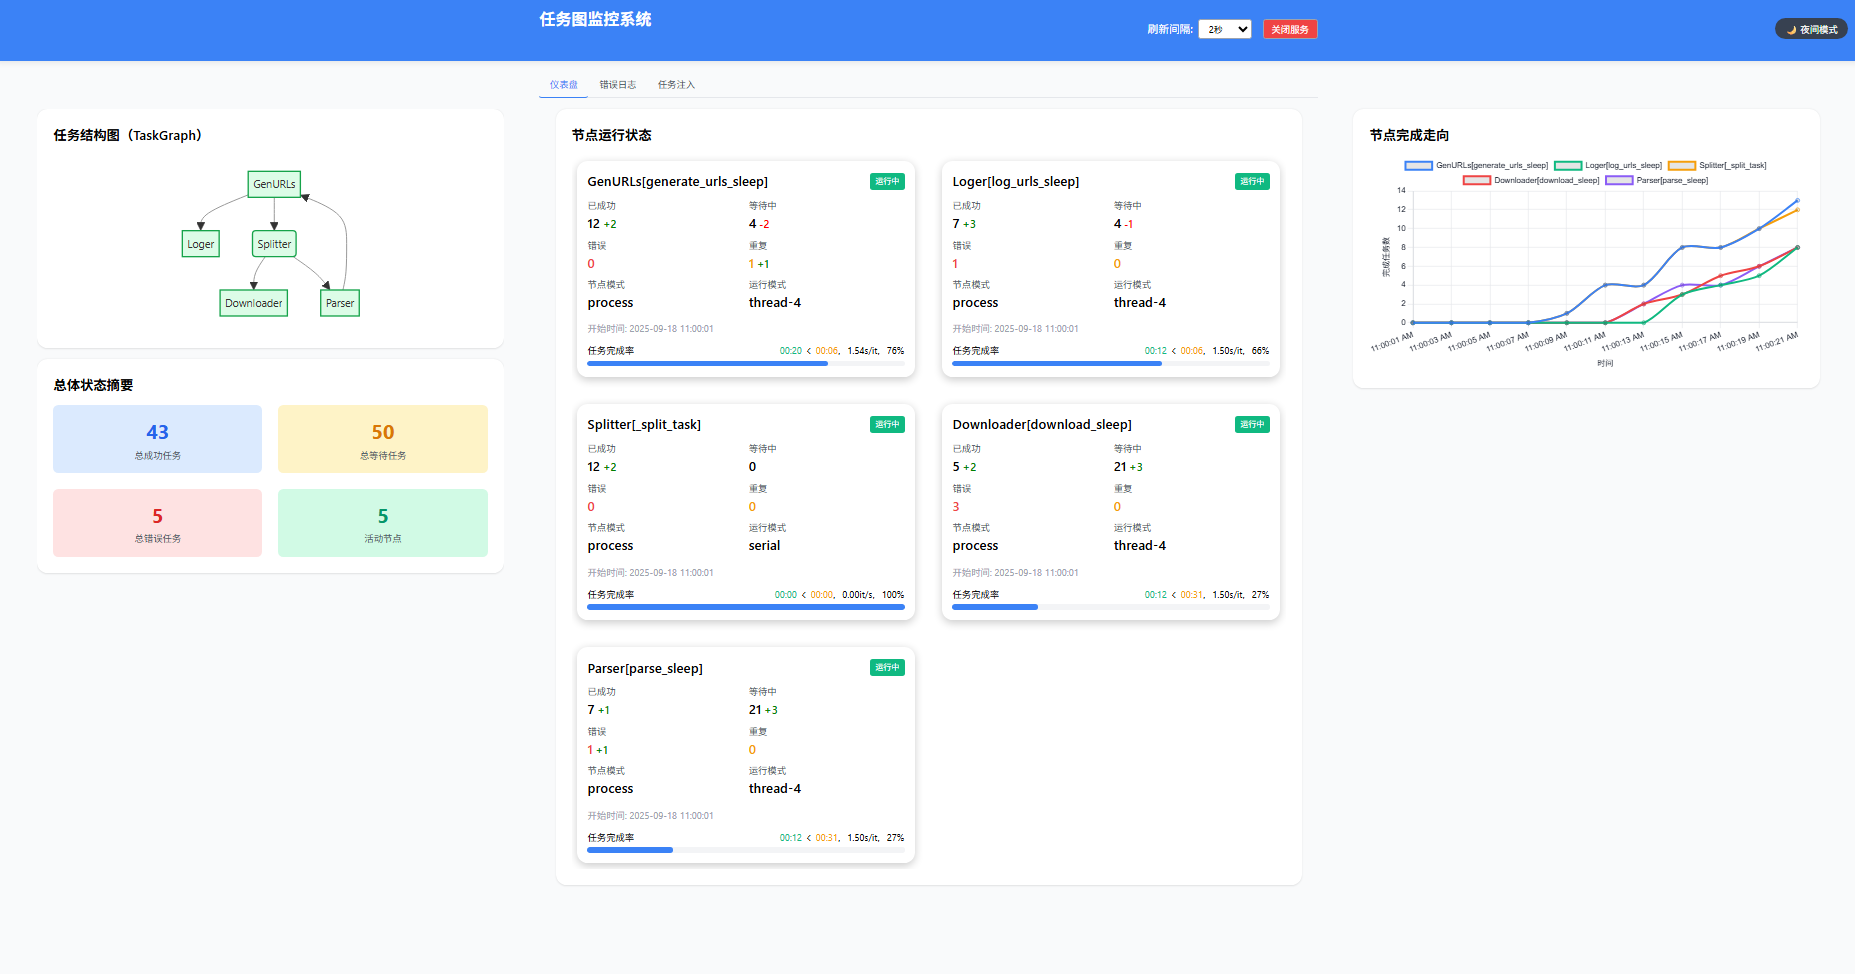 任务图监控系统
刷新间隔: 2秒 关闭服务
🌙 夜间模式
仪表盘 错误日志 任务注入
任务结构图（TaskGraph）
GenURLs
Loger Splitter
Downloader Parser
总体状态摘要
43 50
总成功任务 总等待任务
5 5
总错误任务 活动节点
节点运行状态
GenURLs[generate_urls_sleep] 运行中
已成功 等待中
12 +2 4 -2
错误 重复
0 1 +1
节点模式 运行模式
process thread-4
开始时间: 2025-09-18 11:00:01
任务完成率 00:20 < 00:06, 1.54s/it, 76%
Loger[log_urls_sleep] 运行中
已成功 等待中
7 +3 4 -1
错误 重复
1 0
节点模式 运行模式
process thread-4
开始时间: 2025-09-18 11:00:01
任务完成率 00:12 < 00:06, 1.50s/it, 66%
Splitter[_split_task] 运行中
已成功 等待中
12 +2 0
错误 重复
0 0
节点模式 运行模式
process serial
开始时间: 2025-09-18 11:00:01
任务完成率 00:00 < 00:00, 0.00it/s, 100%
Downloader[download_sleep] 运行中
已成功 等待中
5 +2 21 +3
错误 重复
3 0
节点模式 运行模式
process thread-4
开始时间: 2025-09-18 11:00:01
任务完成率 00:12 < 00:31, 1.50s/it, 27%
Parser[parse_sleep] 运行中
已成功 等待中
7 +1 21 +3
错误 重复
1 +1 0
节点模式 运行模式
process thread-4
开始时间: 2025-09-18 11:00:01
任务完成率 00:12 < 00:31, 1.50s/it, 27%
节点完成走向
GenURLs[generate_urls_sleep] Loger[log_urls_sleep] Splitter[_split_task]
Downloader[download_sleep] Parser[parse_sleep]
完成任务数
14
12
10
8
6
4
2
0
11:00:01 AM 11:00:03 AM 11:00:05 AM 11:00:07 AM 11:00:09 AM 11:00:11 AM 11:00:13 AM 11:00:15 AM 11:00:17 AM 11:00:19 AM 11:00:21 AM
时间